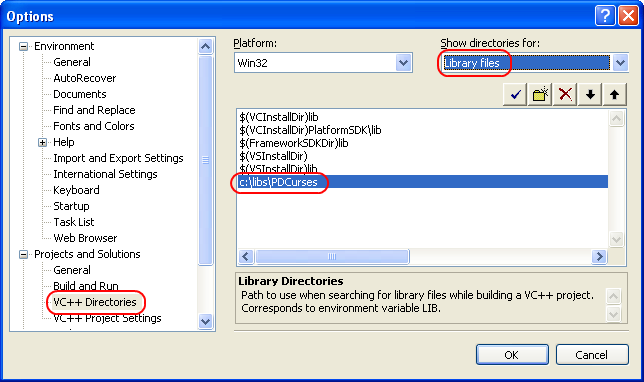 Options
Environment
General
AutoRecover
Documents
Find and Replace
Fonts and Colors
Help
Import and Export Settings
International Settings
Keyboard
Startup
Task List
Web Browser
Projects and Solutions
General
Build and Run
VC++ Directories
VC++ Project Settings
Platform:
Win32
Show directories for:
Library files
$(VCInstallDir)lib
$(VCInstallDir)PlatformSDK\lib
$(FrameworkSDKDir)lib
$(VSInstallDir)
$(VSInstallDir)lib
c:\libs\PDCurses
Library Directories
Path to use when searching for library files while building a VC++ project.
Corresponds to environment variable LIB.
OK
Cancel